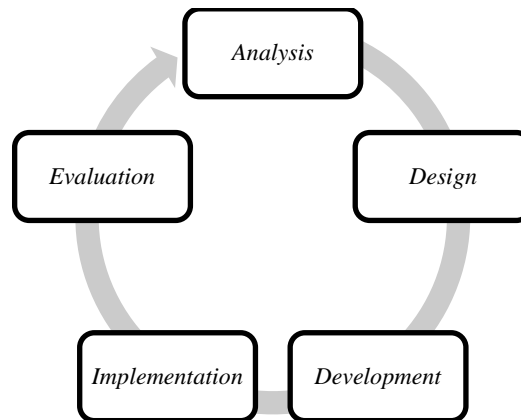 Analysis
Design
Development
Implementation
Evaluation